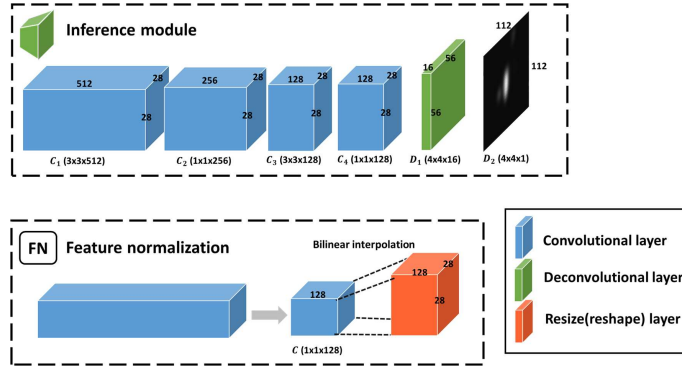 Inference module
512
28
28
256
28
28
128
28
28
128
28
28
16
56
56
112
112
C₁ (3x3x512)
C₂ (1x1x256)
C₃ (3x3x128)
C₄ (1x1x128)
D₁ (4x4x16)
D₂ (4x4x1)
FN
Feature normalization
Bilinear interpolation
128
C (1x1x128)
128
28
28
Convolutional layer
Deconvolutional layer
Resize(reshape) layer